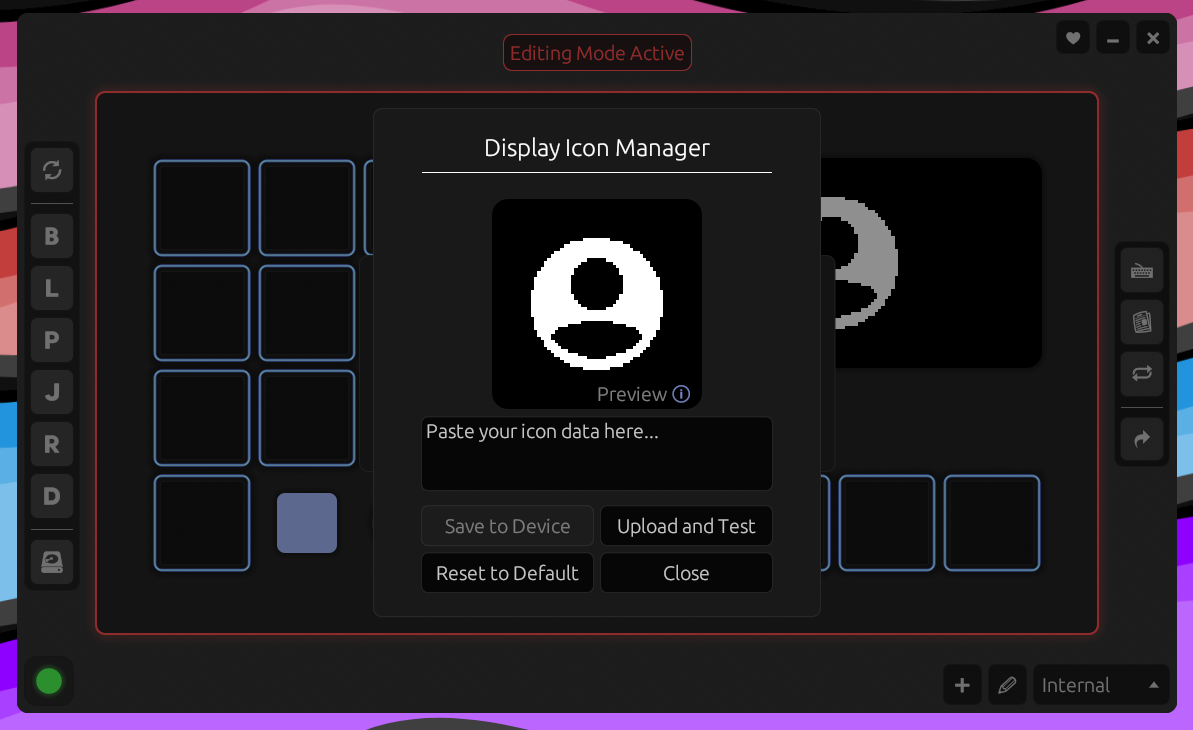 Editing Mode Active
Display Icon Manager
B
L
P
J
R
D
Preview
Paste your icon data here...
Save to Device
Upload and Test
Reset to Default
Close
Internal